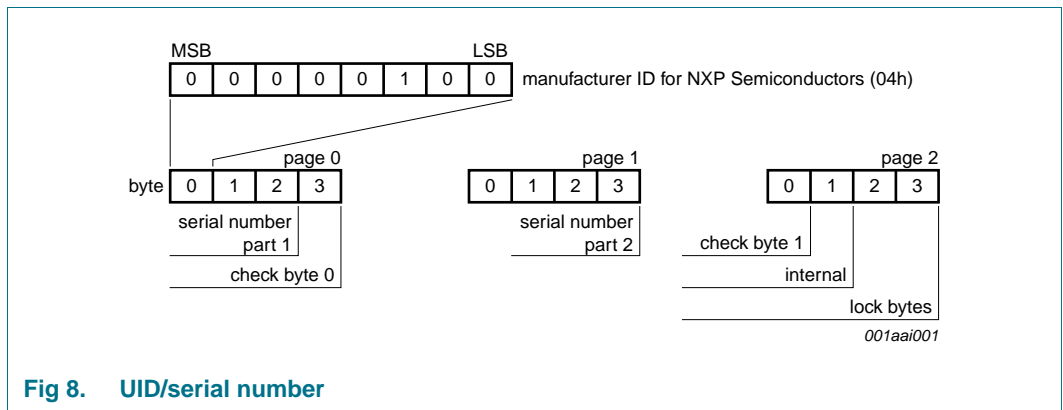 MSB LSB
0 0 0 0 0 1 0 0 manufacturer ID for NXP Semiconductors (04h)
page 0 page 1 page 2
byte 0 1 2 3 0 1 2 3 0 1 2 3
serial number
part 1
check byte 0
serial number
part 2
check byte 1
internal
lock bytes
001aai001
Fig 8. UID/serial number